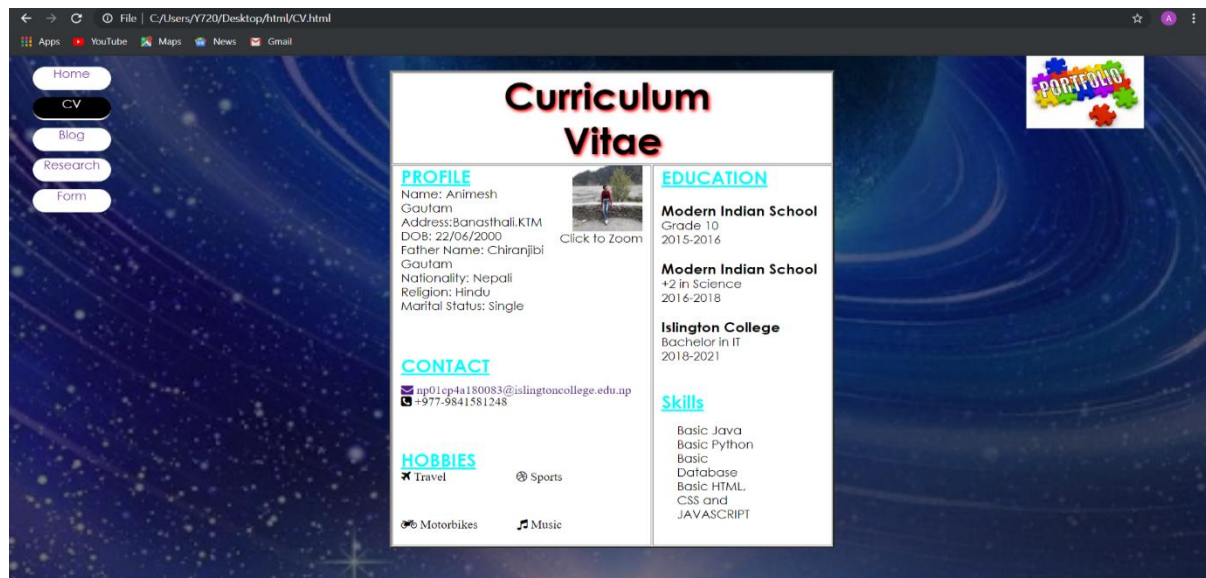 File | C:/Users/Y720/Desktop/html/CV.html
Apps YouTube Maps News Gmail
A
Home
CV
Blog
Research
Form
PORTFOLIO
Curriculum
Vitae
PROFILE
Name: Animesh
Gautam
Address:Banasthali.KTM
DOB: 22/06/2000
Father Name: Chiranjibi
Gautam
Nationality: Nepali
Religion: Hindu
Marital Status: Single
Click to Zoom
CONTACT
np01cp4a180083@islingtoncollege.edu.np
+977-9841581248
HOBBIES
Travel Sports
Motorbikes Music
EDUCATION
Modern Indian School
Grade 10
2015-2016
Modern Indian School
+2 in Science
2016-2018
Islington College
Bachelor in IT
2018-2021
Skills
Basic Java
Basic Python
Basic
Database
Basic HTML,
CSS and
JAVASCRIPT